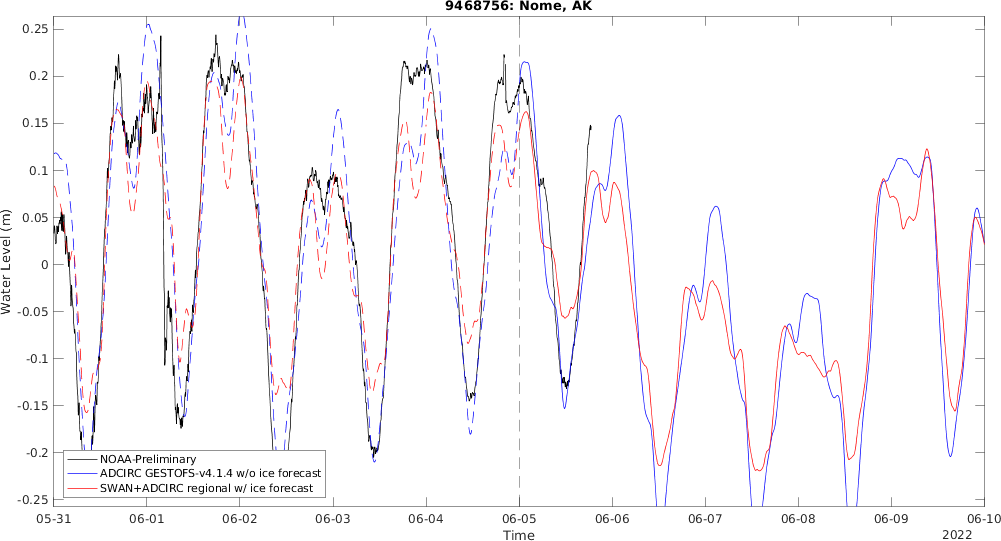 9468756: Nome, AK
Water Level (m)
0.25
0.2
0.15
0.1
0.05
0
-0.05
-0.1
-0.15
-0.2
-0.25
NOAA-Preliminary
ADCIRC GESTOFS-v4.1.4 w/o ice forecast
SWAN+ADCIRC regional w/ ice forecast
05-31 06-01 06-02 06-03 06-04 06-05 06-06 06-07 06-08 06-09 06-10
Time
2022